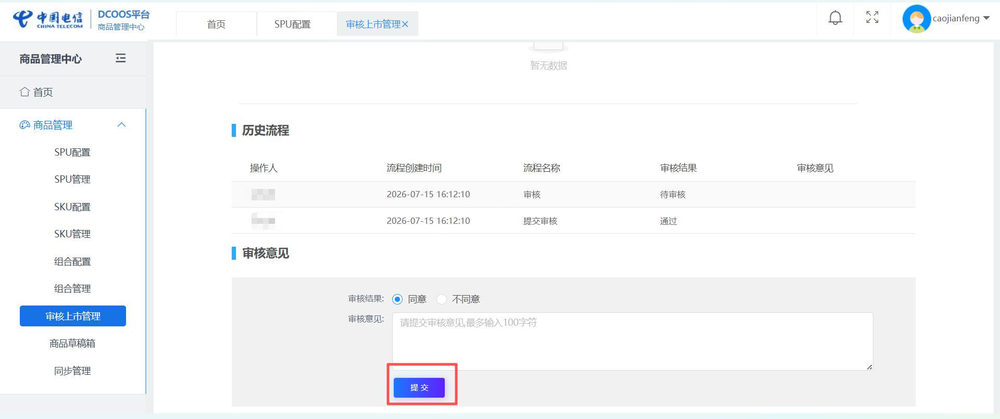 中国电信
CHINA TELECOM
DCOOS平台
商品管理中心
首页
SPU配置
审核上市管理×
caojianfeng
商品管理中心
首页
商品管理
SPU配置
SPU管理
SKU配置
SKU管理
组合配置
组合管理
审核上市管理
商品草稿箱
同步管理
暂无数据
历史流程
操作人 流程创建时间 流程名称 审核结果 审核意见
2026-07-15 16:12:10 审核 待审核
2026-07-15 16:12:10 提交审核 通过
审核意见
审核结果: 同意 不同意
审核意见: 请提交审核意见,最多输入100字符
提交